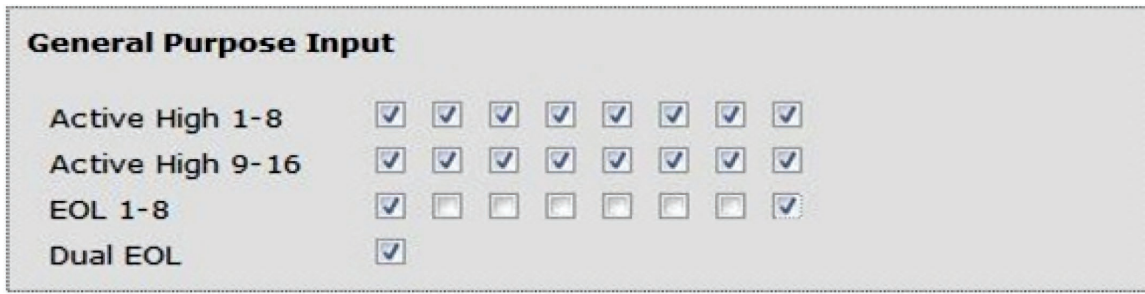 General Purpose Input
Active High 1-8
Active High 9-16
EOL 1-8
Dual EOL